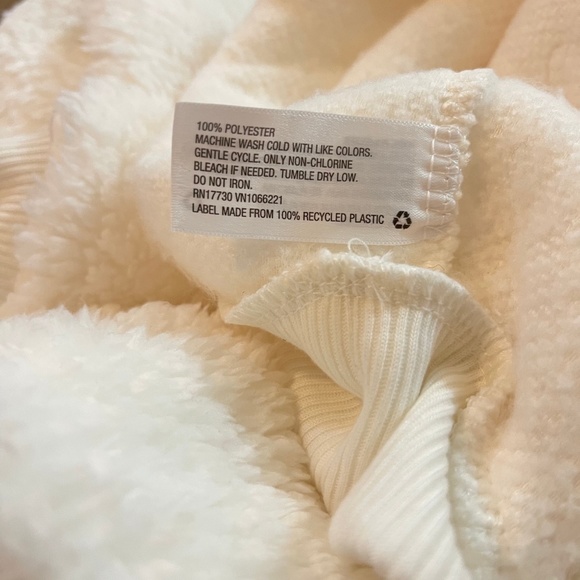 100% POLYESTER
MACHINE WASH COLD WITH LIKE COLORS.
GENTLE CYCLE. ONLY NON-CHLORINE
BLEACH IF NEEDED. TUMBLE DRY LOW.
DO NOT IRON.
RN17730 VN1066221
LABEL MADE FROM 100% RECYCLED PLASTIC